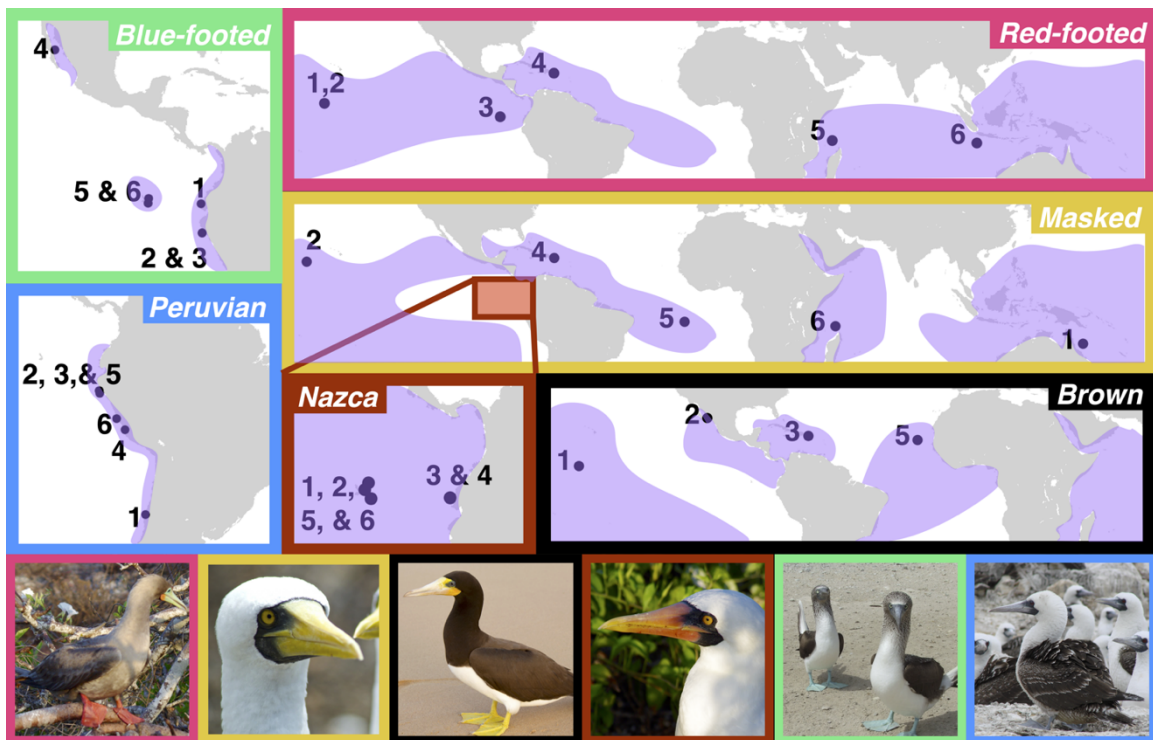 Blue-footed
4
5 & 6
1
2 & 3
Red-footed
1,2
3
4
5
6
Masked
2
4
5
6
1
Peruvian
2, 3,& 5
6
4
1
Nazca
1, 2,
5, & 6
3 & 4
Brown
1
2
3
5